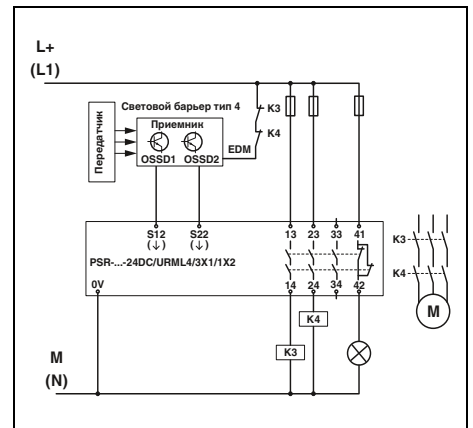 L+
(L1)
Световой барьер тип 4
K3
Передатчик
Приемник
K4
EDM
OSSD1 OSSD2
S12 S22 13 23 33 41
(↓) (↓)
K3
PSR-...-24DC/URML4/3X1/1X2
K4
0V 14 24 34 42
M
K4
K3
M
(N)